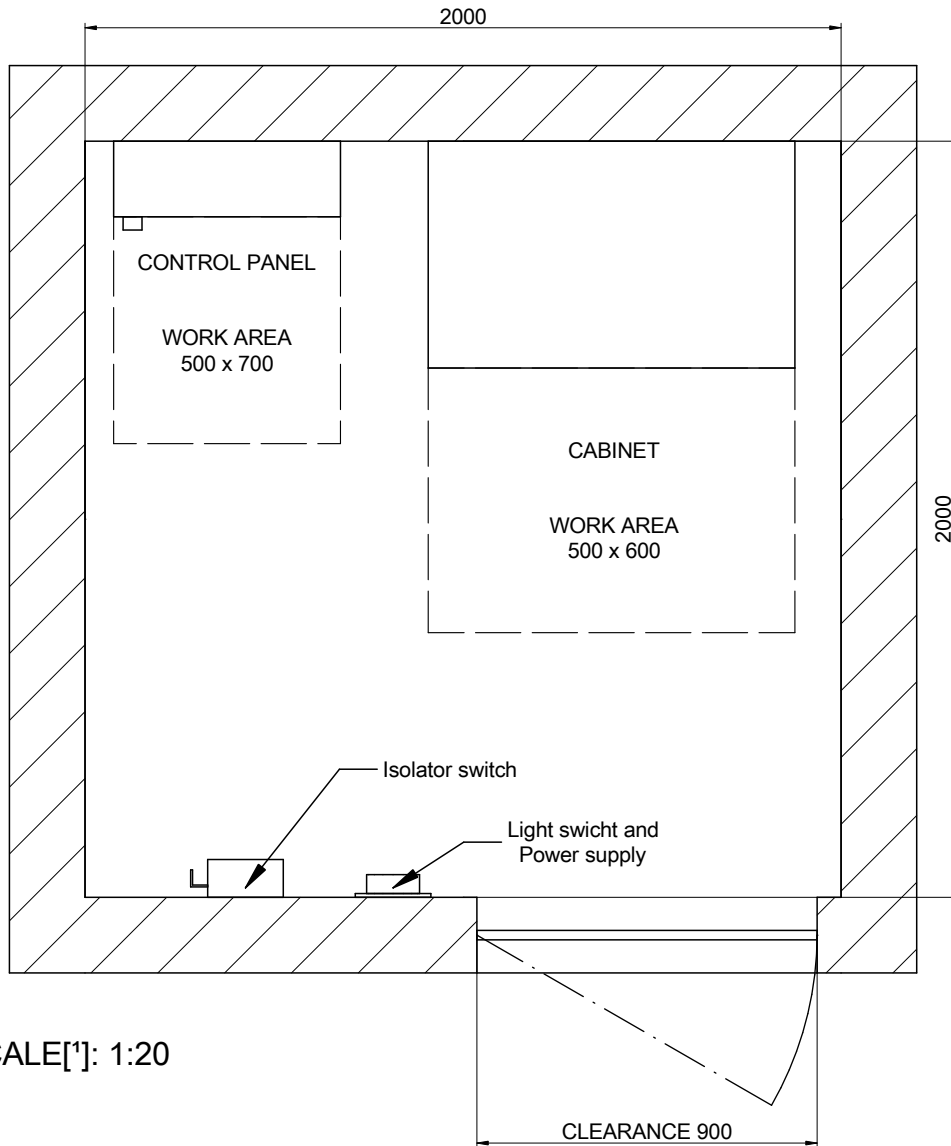 2000
CONTROL PANEL
WORK AREA
500 x 700
CABINET
WORK AREA
500 x 600
2000
Isolator switch
Light swicht and
Power supply
CALE[¹]: 1:20
CLEARANCE 900